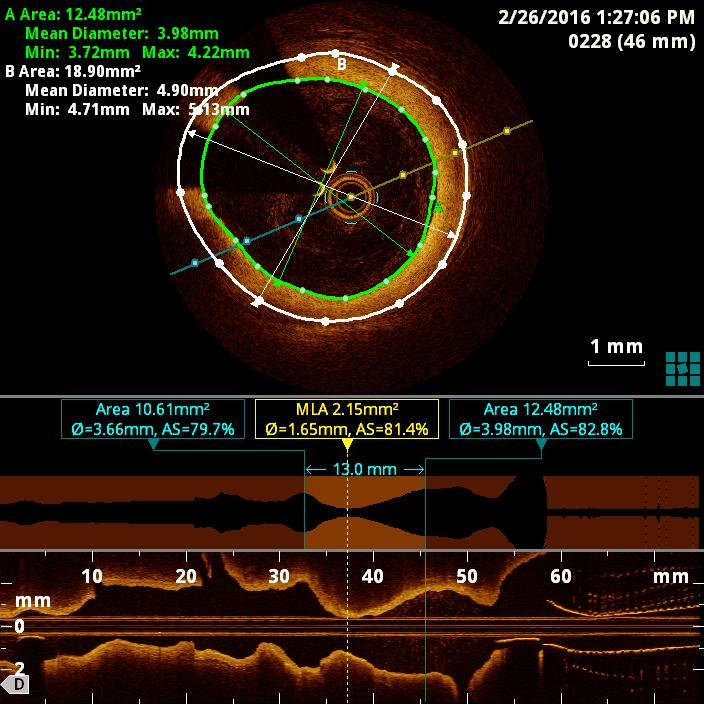 A Area: 12.48mm²
Mean Diameter: 3.98mm
Min: 3.72mm Max: 4.22mm
B Area: 18.90mm²
Mean Diameter: 4.90mm
Min: 4.71mm Max: 5.13mm
2/26/2016 1:27:06 PM
0228 (46 mm)
B
A
1 mm
Area 10.61mm²
Ø=3.66mm, AS=79.7%
MLA 2.15mm²
Ø=1.65mm, AS=81.4%
Area 12.48mm²
Ø=3.98mm, AS=82.8%
13.0 mm
10 20 30 40 50 60 mm
mm
0
2
D